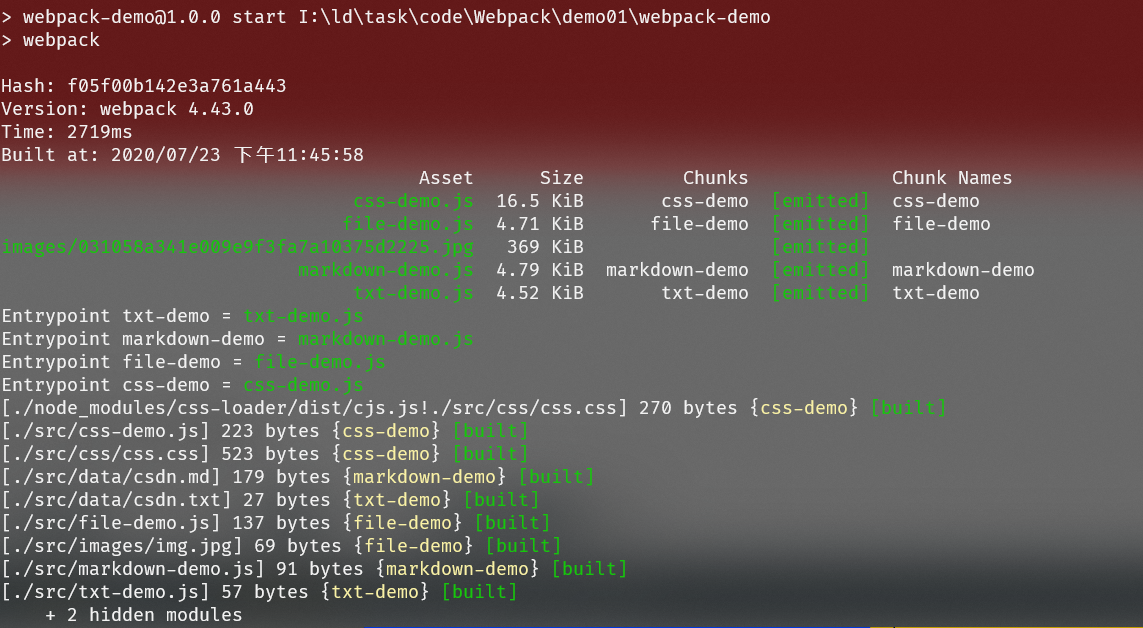 > webpack-demo@1.0.0 start I:\ld\task\code\Webpack\demo01\webpack-demo
> webpack
Hash: f05f00b142e3a761a443
Version: webpack 4.43.0
Time: 2719ms
Built at: 2020/07/23 下午11:45:58
Asset Size Chunks Chunk Names
css-demo.js 16.5 KiB css-demo [emitted] css-demo
file-demo.js 4.71 KiB file-demo [emitted] file-demo
images/031058a341e009e9f3fa7a10375d2225.jpg 369 KiB [emitted]
markdown-demo.js 4.79 KiB markdown-demo [emitted] markdown-demo
txt-demo.js 4.52 KiB txt-demo [emitted] txt-demo
Entrypoint txt-demo = txt-demo.js
Entrypoint markdown-demo = markdown-demo.js
Entrypoint file-demo = file-demo.js
Entrypoint css-demo = css-demo.js
[./node_modules/css-loader/dist/cjs.js!./src/css/css.css] 270 bytes {css-demo} [built]
[./src/css-demo.js] 223 bytes {css-demo} [built]
[./src/css/css.css] 523 bytes {css-demo} [built]
[./src/data/csdn.md] 179 bytes {markdown-demo} [built]
[./src/data/csdn.txt] 27 bytes {txt-demo} [built]
[./src/file-demo.js] 137 bytes {file-demo} [built]
[./src/images/img.jpg] 69 bytes {file-demo} [built]
[./src/markdown-demo.js] 91 bytes {markdown-demo} [built]
[./src/txt-demo.js] 57 bytes {txt-demo} [built]
+ 2 hidden modules